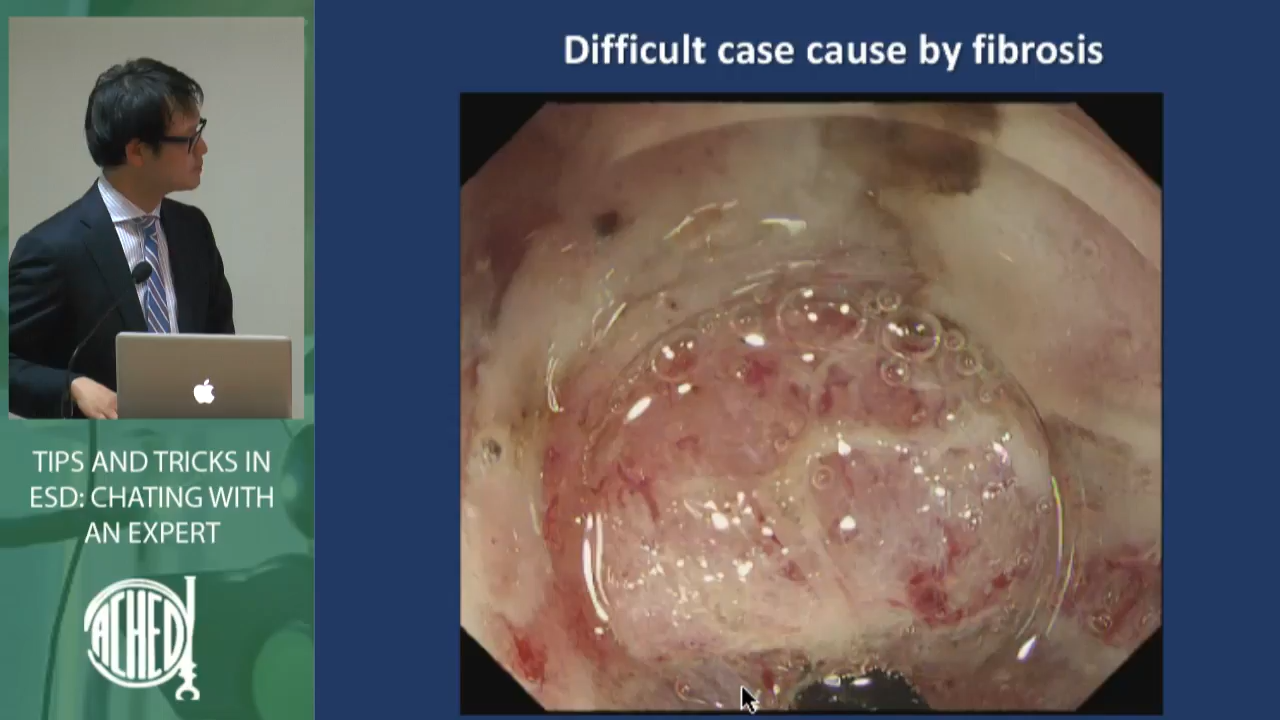 Difficult case cause by fibrosis
TIPS AND TRICKS IN
ESD: CHATING WITH
AN EXPERT
ACHED